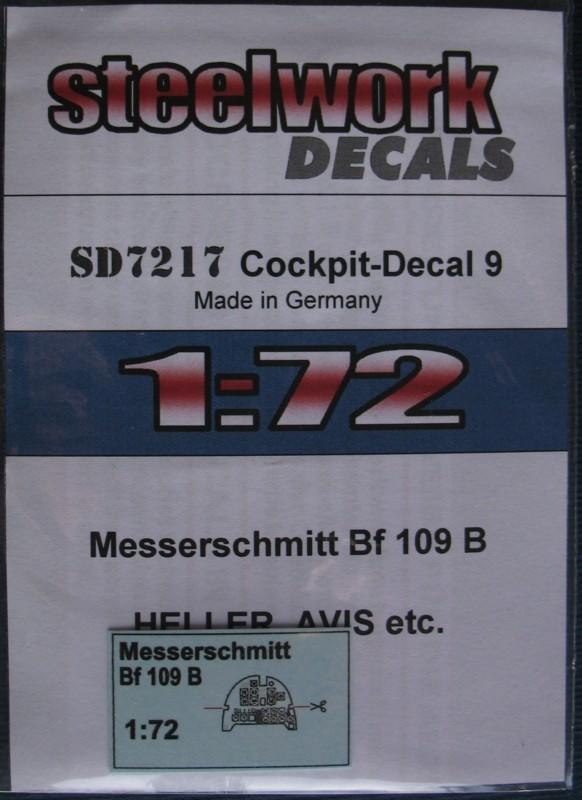 steelwork
DECALS
SD7217 Cockpit-Decal 9
Made in Germany
1:72
Messerschmitt Bf 109 B
HELLER, AVIS etc.
Messerschmitt
Bf 109 B
1:72